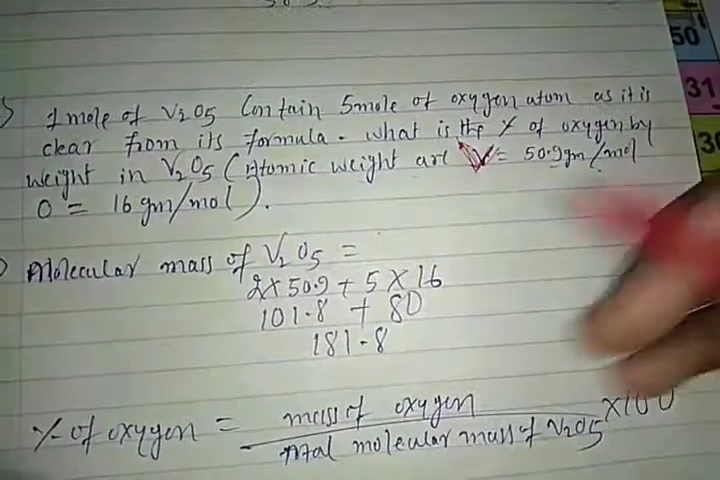 1 mole of V2O5 Contain 5mole of oxygen atom as it is
clear from its formula. what is the % of oxygen by
weight in V2O5 (Atomic weight are V = 50.9gm/mol
O = 16 gm/mol).
Molecular mass of V2O5 =
2×50.9 + 5×16
101.8 + 80
181.8
% of oxygen = mass of oxygen ×100
total molecular mass of V2O5
50
31